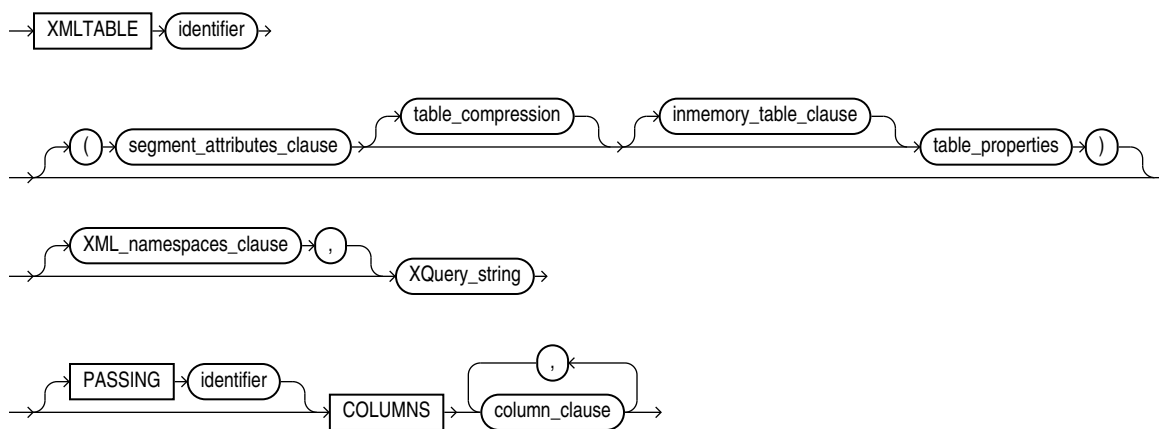 XMLTABLE identifier
table_compression inmemory_table_clause
( segment_attributes_clause table_properties )
XML_namespaces_clause ,
XQuery_string
,
PASSING identifier
COLUMNS column_clause